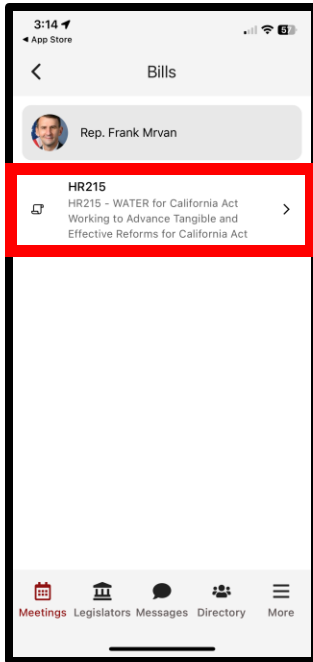 3:14
◀ App Store
Bills
Rep. Frank Mrvan
HR215
HR215 - WATER for California Act
Working to Advance Tangible and
Effective Reforms for California Act
Meetings Legislators Messages Directory More